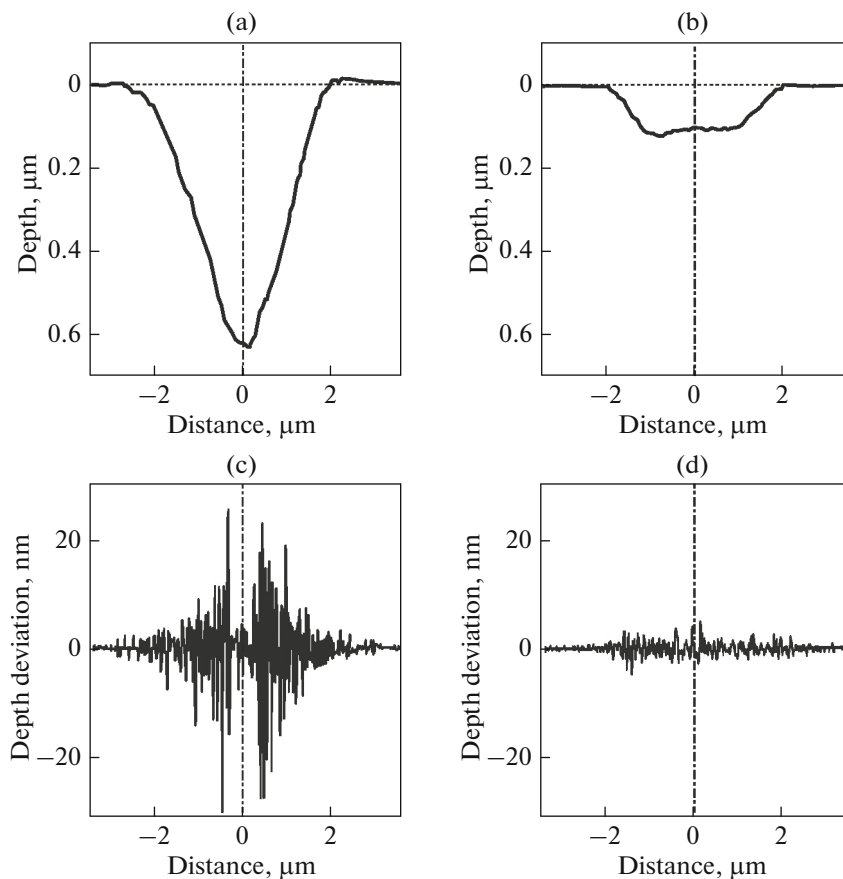 (a)
(b)
0
0.2
0.4
0.6
Depth, μm
−2
0
2
Distance, μm
0
0.2
0.4
0.6
Depth, μm
−2
0
2
Distance, μm
(c)
(d)
20
0
−20
Depth deviation, nm
−2
0
2
Distance, μm
20
0
−20
Depth deviation, nm
−2
0
2
Distance, μm